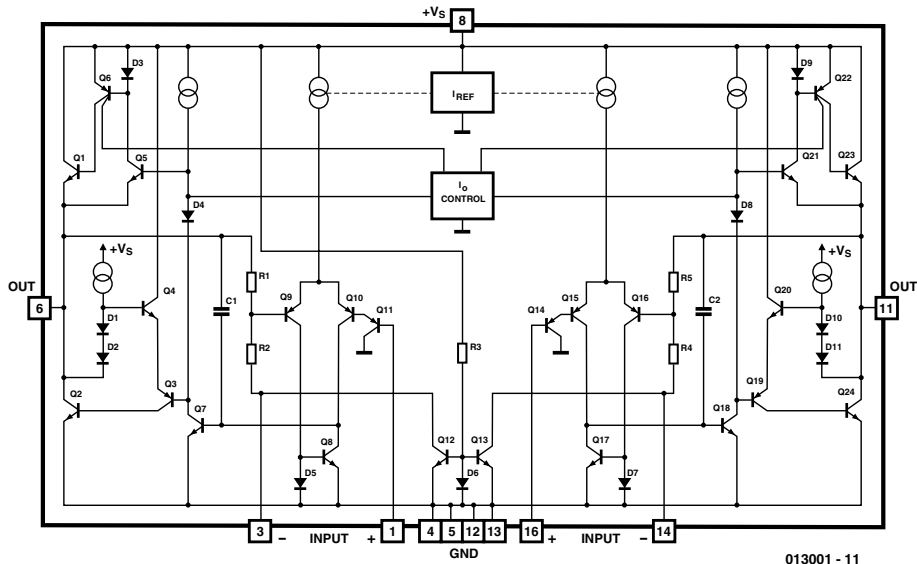 +VS
8
D3
D9
Q6
Q22
IREF
Q1
Q5
Q21
Q23
Io
CONTROL
D4
D8
+VS
+VS
OUT
OUT
R1
R5
Q4
C1
Q9
Q10
Q11
Q14
Q15
Q16
C2
Q20
6
11
D1
D10
R2
R3
R4
D2
D11
Q3
Q19
Q2
Q7
Q18
Q24
Q8
Q12
Q13
Q17
D5
D6
D7
3
– INPUT +
1
4
5
12
13
16
+ INPUT –
14
GND
013001 - 11